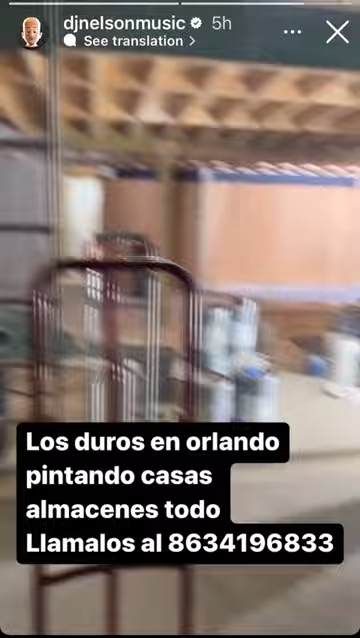 djnelsonmusic 5h
See translation >
Los duros en orlando
pintando casas
almacenes todo
Llamalos al 8634196833